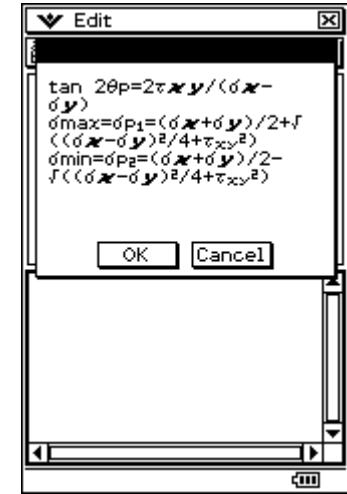 Edit
tan 2θp=2τxy/(σx-
σy)
σmax=σp₁=(σx+σy)/2+√
((σx-σy)²/4+τxy²)
σmin=σp₂=(σx+σy)/2-
√((σx-σy)²/4+τxy²)
OK Cancel